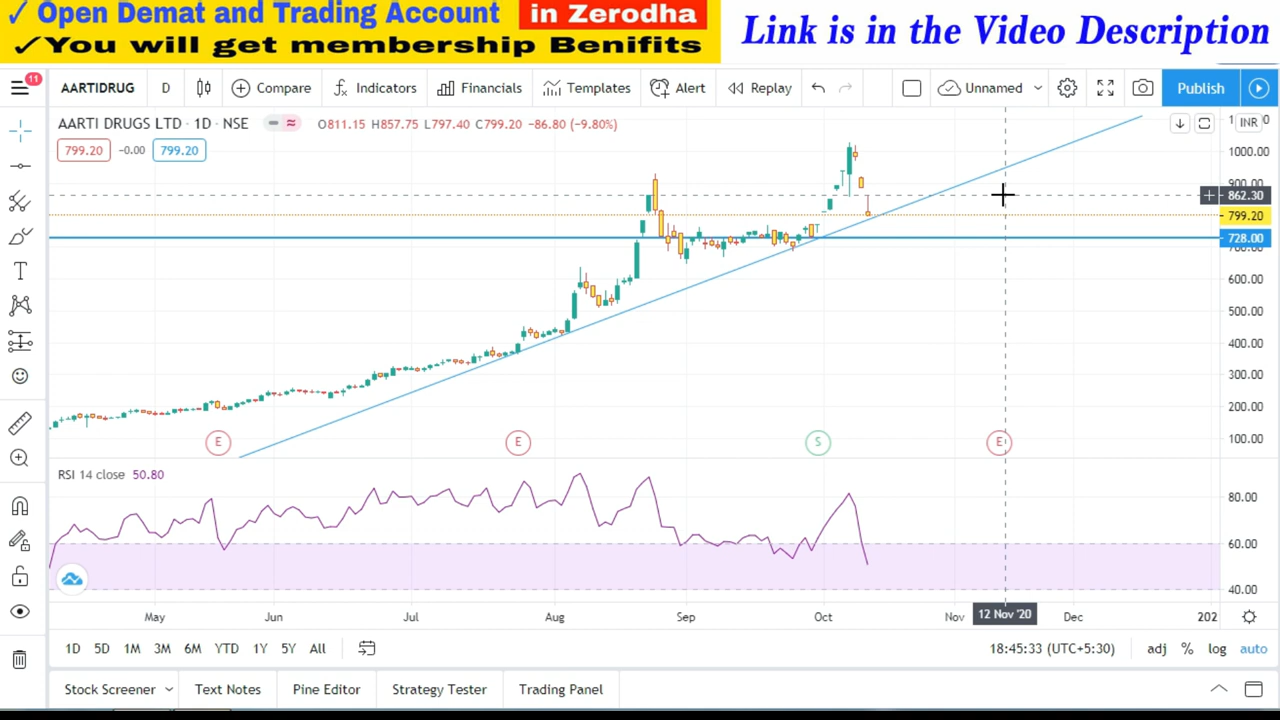 ✓ Open Demat and Trading Account in Zerodha
✓You will get membership Benifits
Link is in the Video Description
11
AARTIDRUG D Compare Indicators Financials Templates Alert Replay Unnamed Publish
AARTI DRUGS LTD · 1D · NSE O811.15 H857.75 L797.40 C799.20 −86.80 (−9.80%)
INR
799.20 −0.00 799.20
1000.00
900.00
862.30
799.20
728.00
600.00
500.00
400.00
300.00
200.00
100.00
E E S E
RSI 14 close 50.80
80.00
60.00
40.00
May Jun Jul Aug Sep Oct Nov 12 Nov '20 Dec 202
1D 5D 1M 3M 6M YTD 1Y 5Y All 18:45:33 (UTC+5:30) adj % log auto
Stock Screener Text Notes Pine Editor Strategy Tester Trading Panel